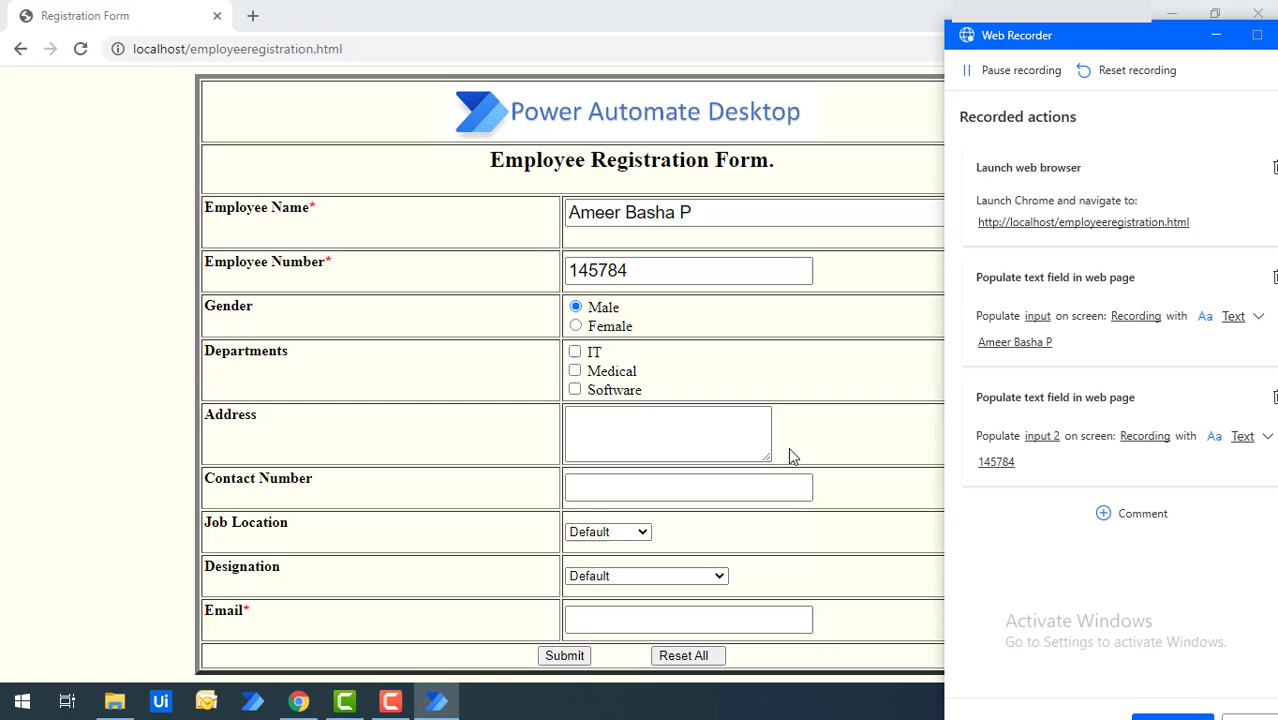 Registration Form
localhost/employeeregistration.html
Power Automate Desktop
Employee Registration Form.
Employee Name*
Ameer Basha P
Employee Number*
145784
Gender
Male
Female
Departments
IT
Medical
Software
Address
Contact Number
Job Location
Default
Designation
Default
Email*
Submit
Reset All
Ui
Web Recorder
Pause recording
Reset recording
Recorded actions
Launch web browser
Launch Chrome and navigate to:
http://localhost/employeeregistration.html
Populate text field in web page
Populate input on screen: Recording with Aa Text
Ameer Basha P
Populate text field in web page
Populate input 2 on screen: Recording with Aa Text
145784
Comment
Activate Windows
Go to Settings to activate Windows.